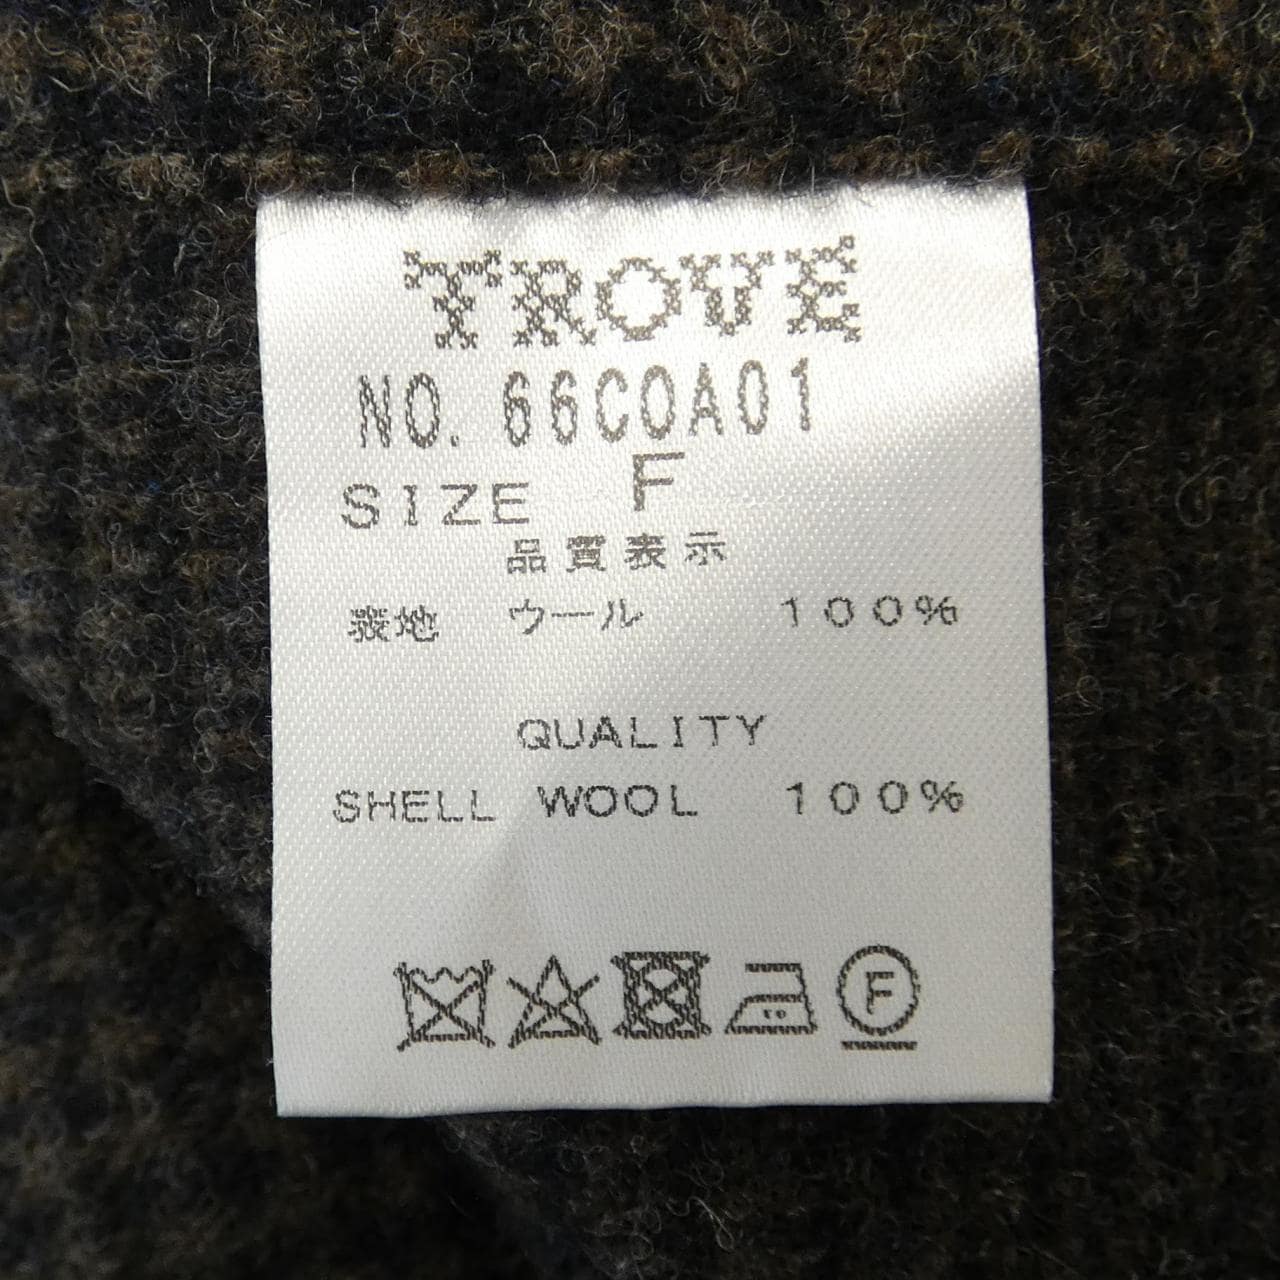 TROVE
NO. 66COA01
SIZE F
品質表示
表地 ウール 100%
QUALITY
SHELL WOOL 100%
F